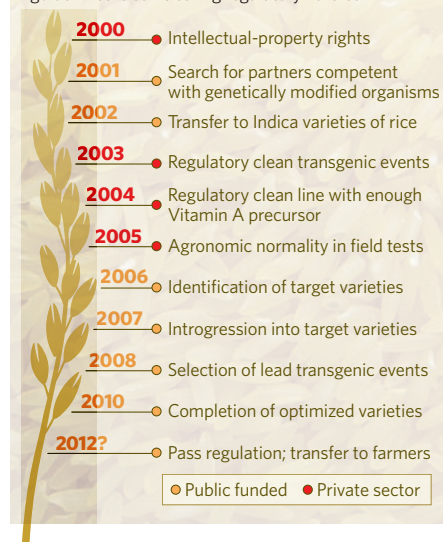 2000 Intellectual-property rights
2001 Search for partners competent
with genetically modified organisms
2002 Transfer to Indica varieties of rice
2003 Regulatory clean transgenic events
2004 Regulatory clean line with enough
Vitamin A precursor
2005 Agronomic normality in field tests
2006 Identification of target varieties
2007 Introgression into target varieties
2008 Selection of lead transgenic events
2010 Completion of optimized varieties
2012? Pass regulation; transfer to farmers
Public funded Private sector